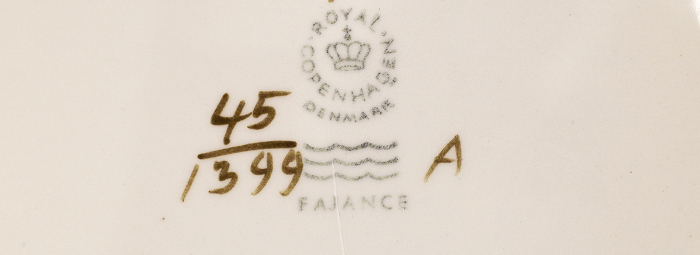 ROYAL COPENHAGEN
DENMARK
45
1399
A
FAJANCE